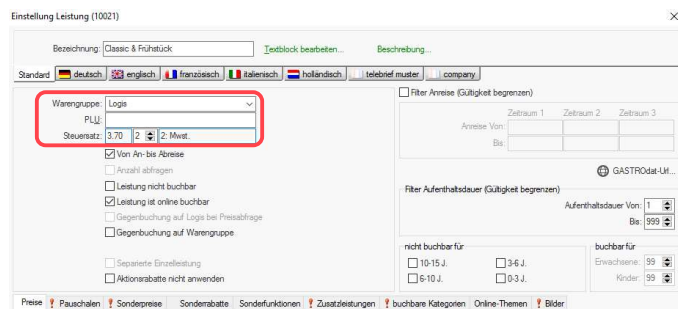 Einstellung Leistung (10021)
Bezeichnung: Classic & Frühstück Textblock bearbeiten... Beschreibung...
Standard deutsch englisch französisch italienisch holländisch telebrief muster company
Warengruppe: Logis
PLU:
Steuersatz: 3.70 2 2: Mwst.
Von An- bis Abreise
Anzahl abfragen
Leistung nicht buchbar
Leistung ist online buchbar
Gegenbuchung auf Logis bei Preisabfrage
Gegenbuchung auf Warengruppe
Separierte Einzelleistung
Aktionsrabatte nicht anwenden
Filter Anreise (Gültigkeit begrenzen)
Zeitraum 1 Zeitraum 2 Zeitraum 3
Anreise Von:
Bis:
GASTROdat-Url...
Filter Aufenthaltsdauer (Gültigkeit begrenzen)
Aufenthaltsdauer Von: 1
Bis: 999
nicht buchbar für
10-15 J. 3-6 J.
6-10 J. 0-3 J.
buchbar für
Erwachsene: 99
Kinder: 99
Preise Pauschalen Sonderpreise Sonderrabatte Sonderfunktionen Zusatzleistungen buchbare Kategorien Online-Themen Bilder